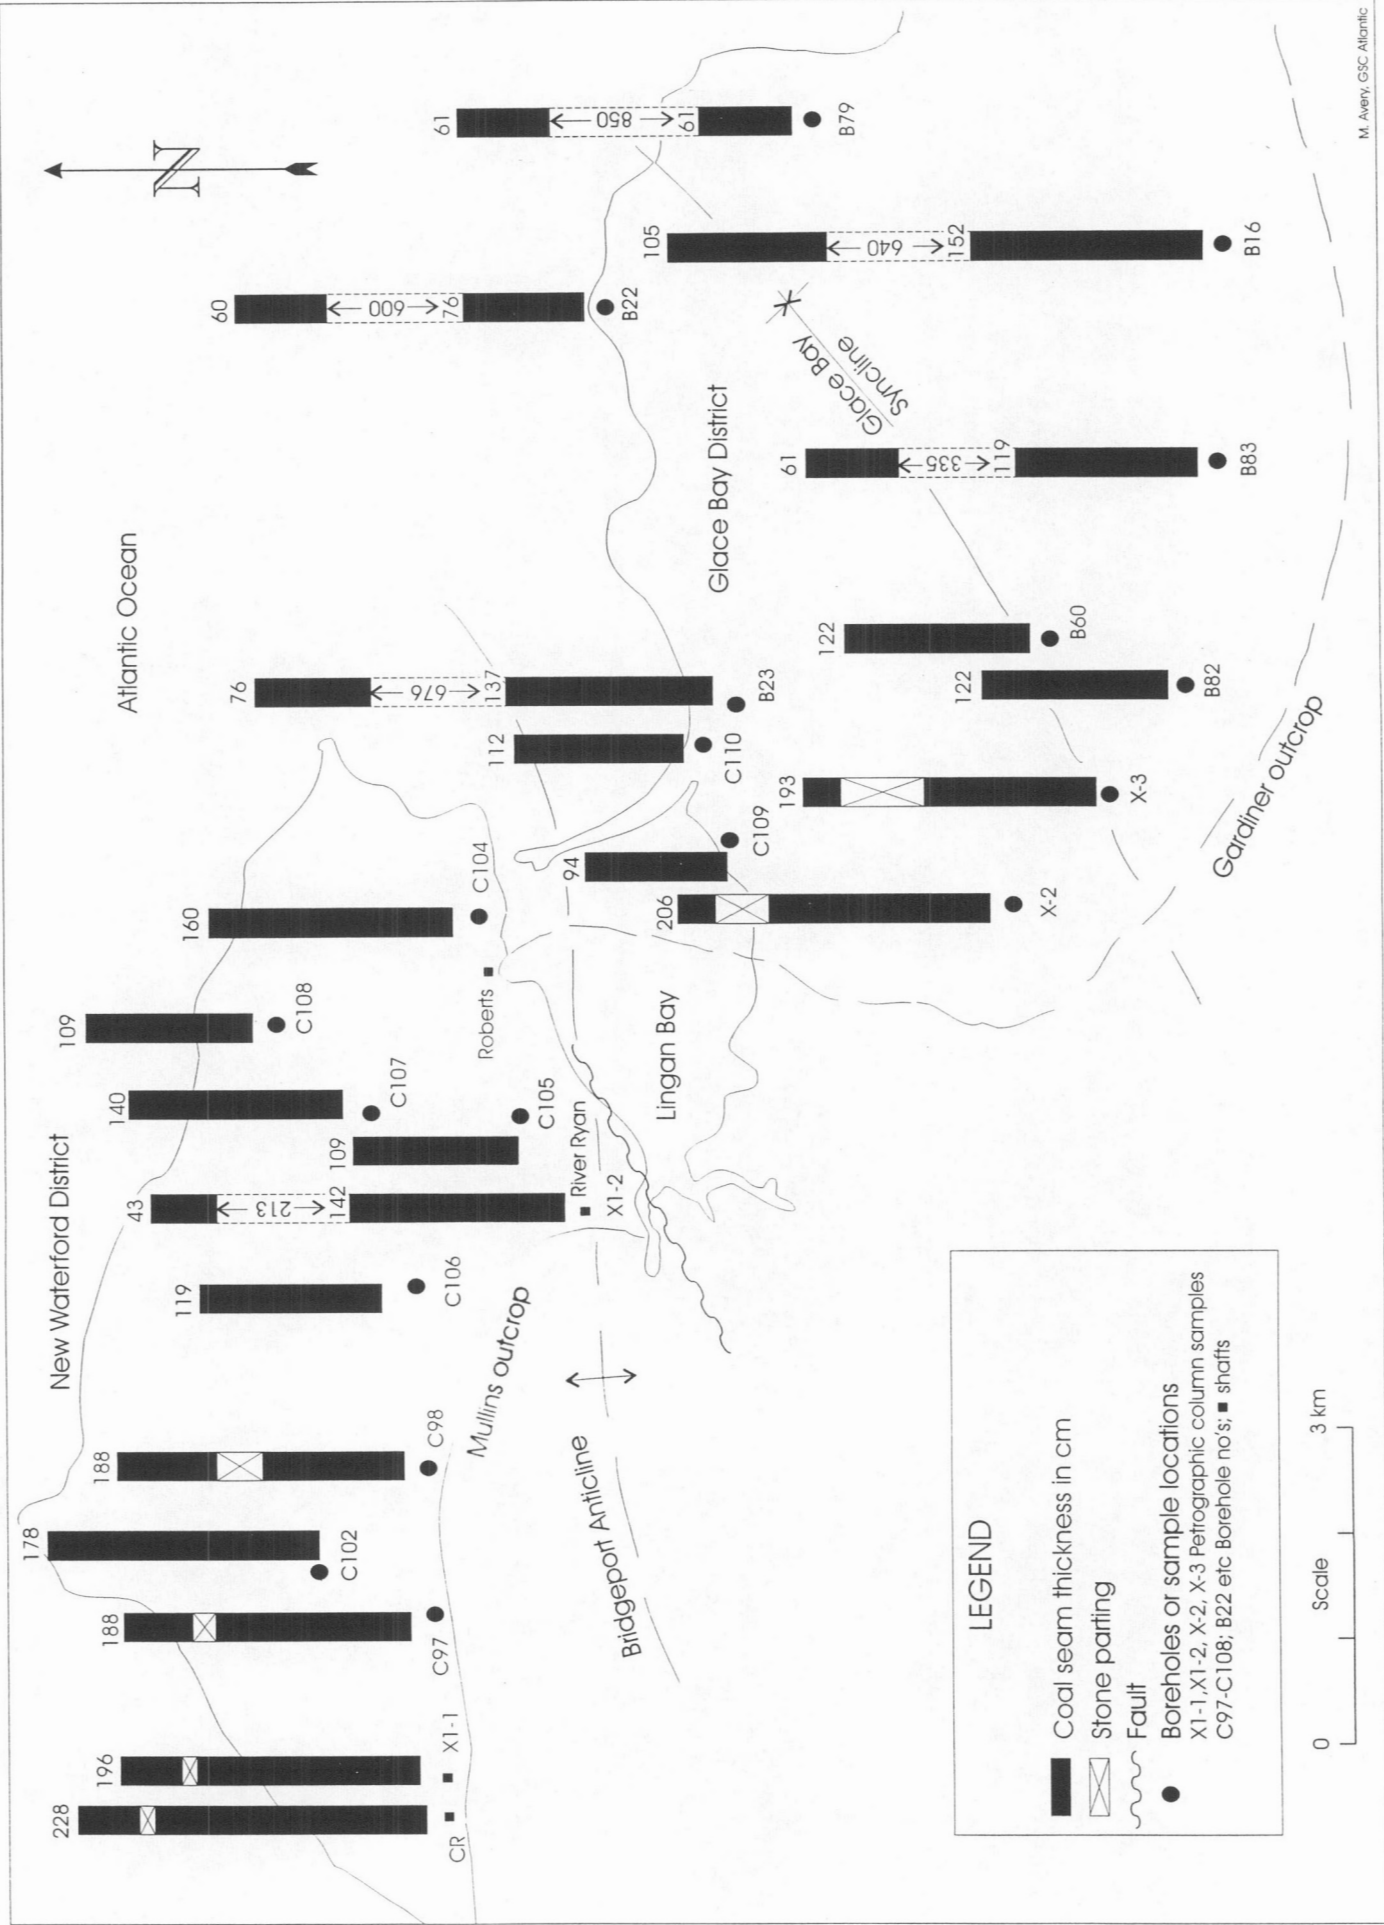 New Waterford District
Atlantic Ocean
N
228
196
188
178
188
119
43
213
142
140
109
109
160
76
676
137
112
94
206
193
122
122
60
600
76
61
335
119
105
640
152
61
850
61
CR
X1-1
C97
C102
C98
C106
River Ryan
X1-2
C105
C107
C108
Roberts
C104
C109
C110
B23
X-2
X-3
B82
B60
B83
B22
B16
B79
Mullins outcrop
Bridgeport Anticline
Lingan Bay
Glace Bay District
Glace Bay
Syncline
Gardiner outcrop
LEGEND
Coal seam thickness in cm
Stone parting
Fault
Boreholes or sample locations
X1-1,X1-2, X-2, X-3 Petrographic column samples
C97-C108; B22 etc Borehole no's; ■ shafts
0 Scale 3 km
M. Avery, GSC Atlantic